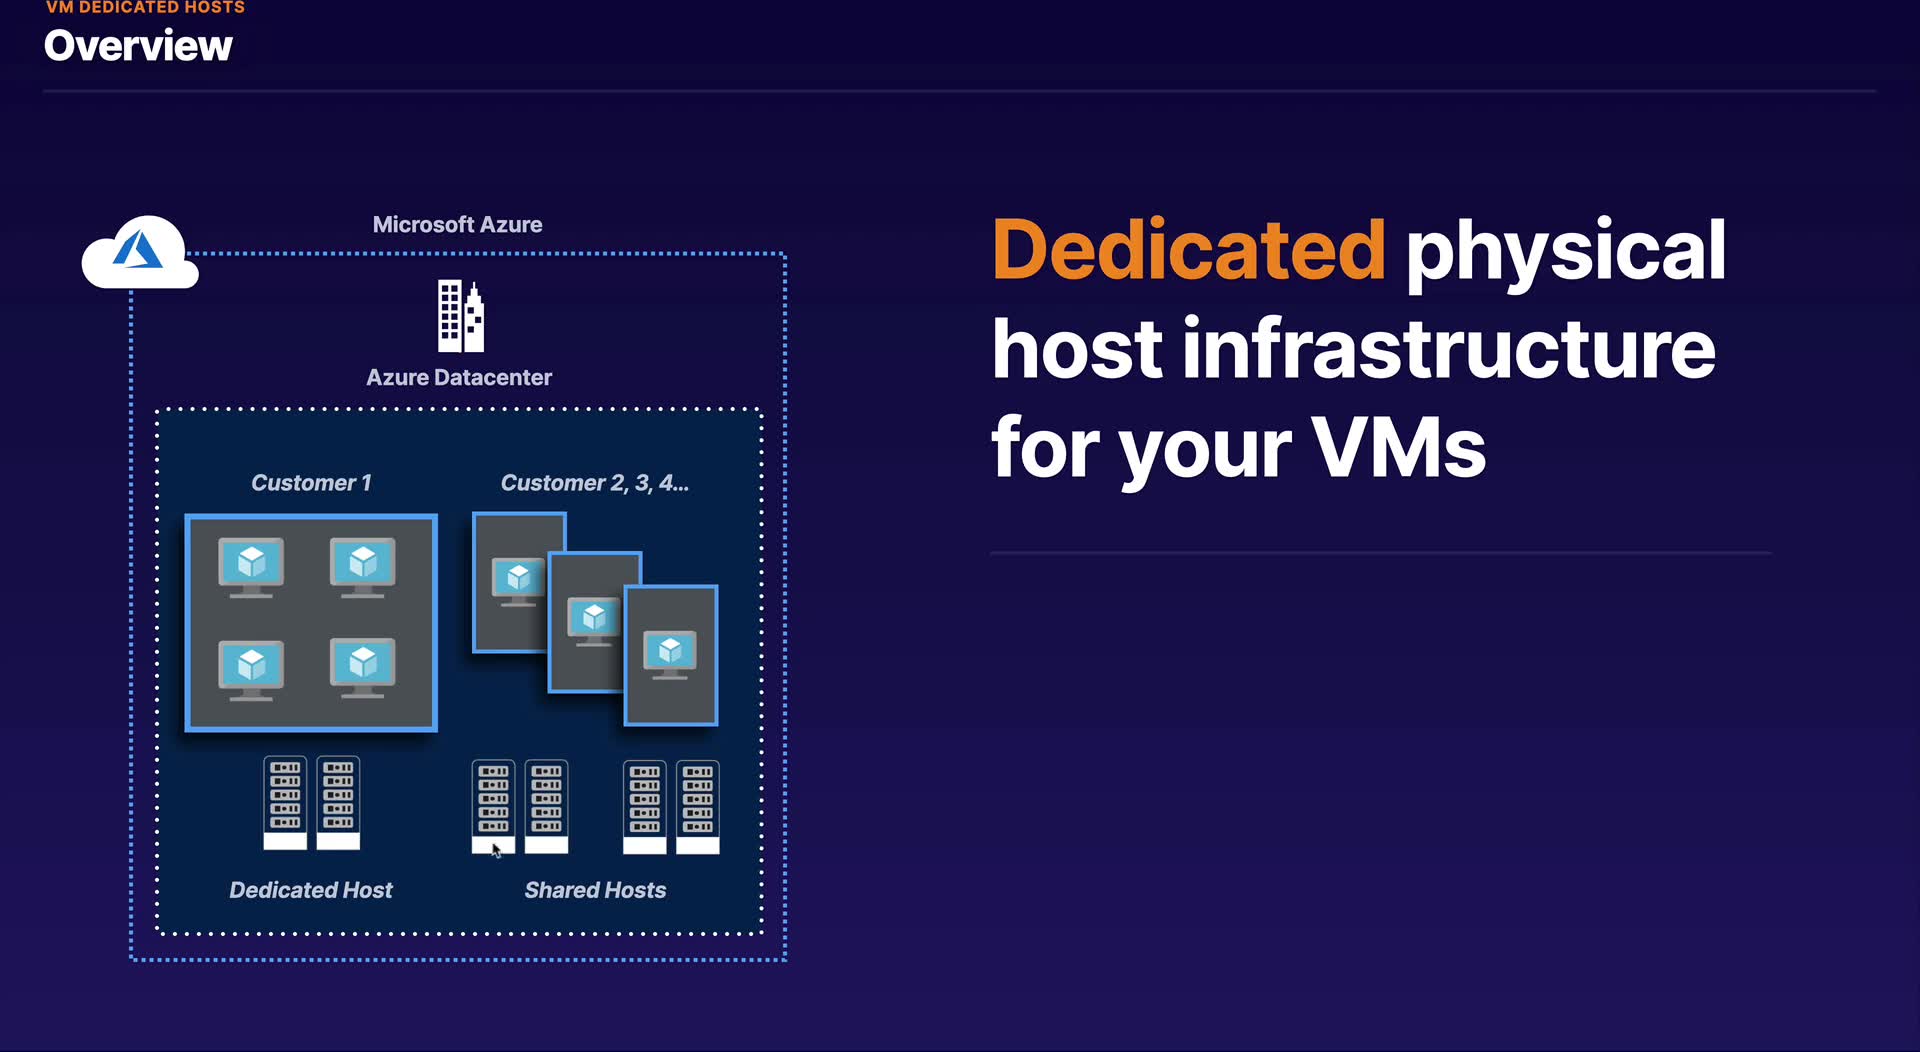 VM DEDICATED HOSTS
Overview
Microsoft Azure
Azure Datacenter
Customer 1
Customer 2, 3, 4...
Dedicated Host
Shared Hosts
Dedicated physical
host infrastructure
for your VMs